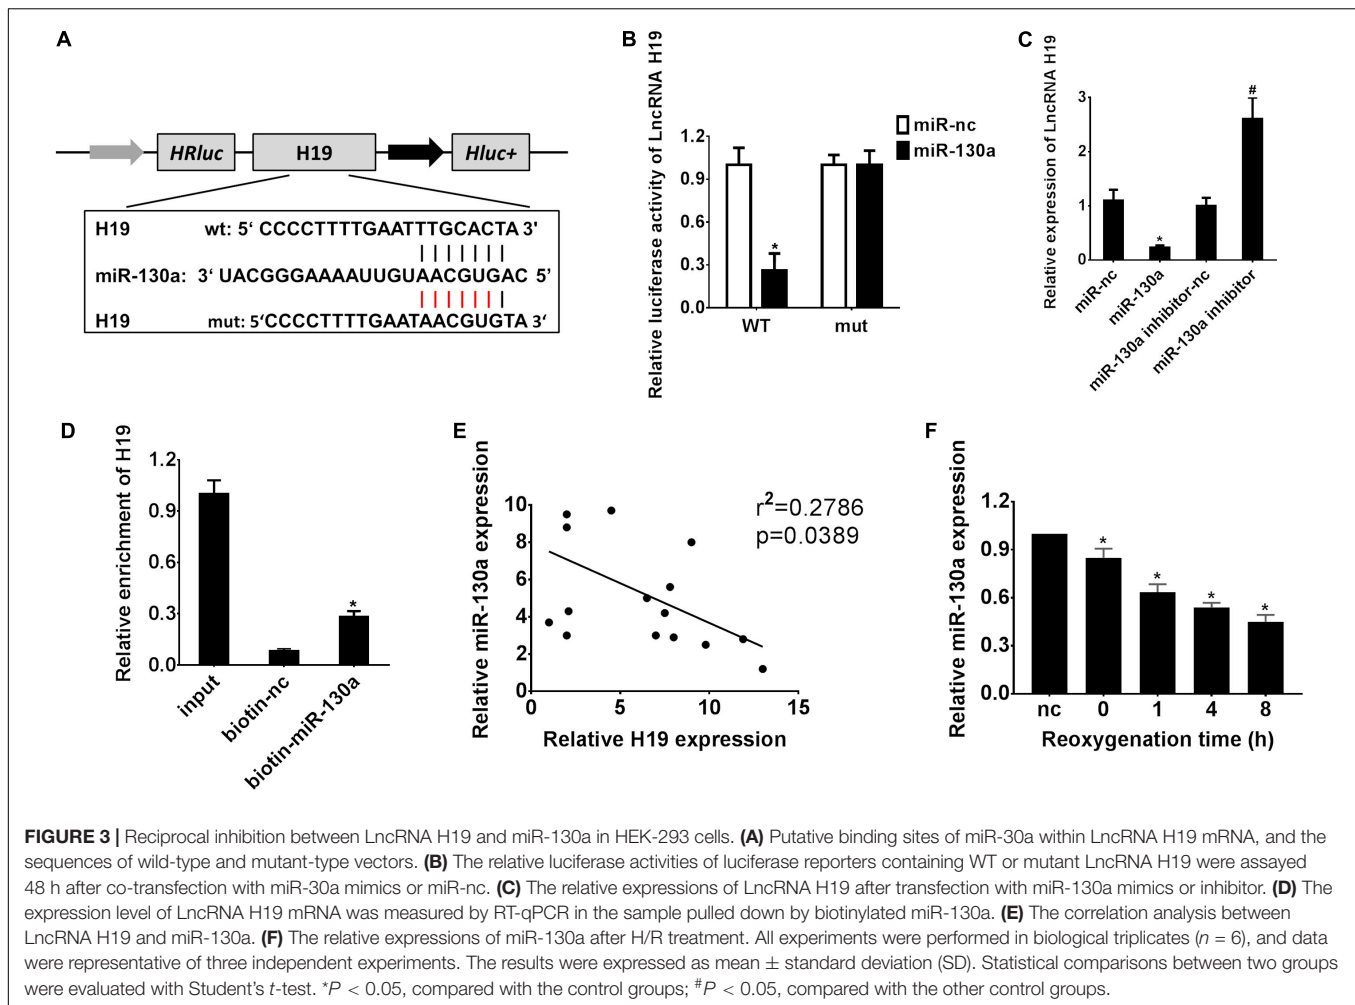 A
HRluc
H19
Hluc+
H19 wt: 5‘ CCCCTTTTGAATTTGCACTA 3'
miR-130a: 3‘ UACGGGAAAAUUGUAACGUGAC 5’
H19 mut: 5‘CCCCTTTTGAATAACGUGTA 3‘
B
Relative luciferase activity of LncRNA H19
1.2
0.9
0.6
0.3
0.0
*
WT
mut
miR-nc
miR-130a
C
Relative expression of LncRNA H19
3
2
1
0
*
#
miR-nc
miR-130a
miR-130a inhibitor-nc
miR-130a inhibitor
D
Relative enrichment of H19
1.2
0.9
0.6
0.3
0.0
*
input
biotin-nc
biotin-miR-130a
E
Relative miR-130a expression
10
8
6
4
2
0
r²=0.2786
p=0.0389
0 5 10 15
Relative H19 expression
F
Relative miR-130a expression
1.2
0.9
0.6
0.3
0.0
* * * *
nc 0 1 4 8
Reoxygenation time (h)
FIGURE 3 | Reciprocal inhibition between LncRNA H19 and miR-130a in HEK-293 cells. (A) Putative binding sites of miR-30a within LncRNA H19 mRNA, and the
sequences of wild-type and mutant-type vectors. (B) The relative luciferase activities of luciferase reporters containing WT or mutant LncRNA H19 were assayed
48 h after co-transfection with miR-30a mimics or miR-nc. (C) The relative expressions of LncRNA H19 after transfection with miR-130a mimics or inhibitor. (D) The
expression level of LncRNA H19 mRNA was measured by RT-qPCR in the sample pulled down by biotinylated miR-130a. (E) The correlation analysis between
LncRNA H19 and miR-130a. (F) The relative expressions of miR-130a after H/R treatment. All experiments were performed in biological triplicates (n = 6), and data
were representative of three independent experiments. The results were expressed as mean ± standard deviation (SD). Statistical comparisons between two groups
were evaluated with Student's t-test. *P < 0.05, compared with the control groups; #P < 0.05, compared with the other control groups.